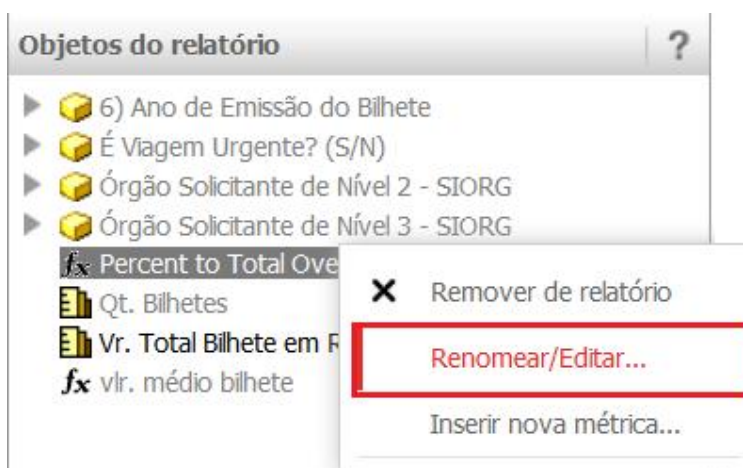 Objetos do relatório ?
6) Ano de Emissão do Bilhete
É Viagem Urgente? (S/N)
Órgão Solicitante de Nível 2 - SIORG
Órgão Solicitante de Nível 3 - SIORG
fx Percent to Total Ove
Remover de relatório
Qt. Bilhetes
Vr. Total Bilhete em R
Renomear/Editar...
fx vlr. médio bilhete
Inserir nova métrica...